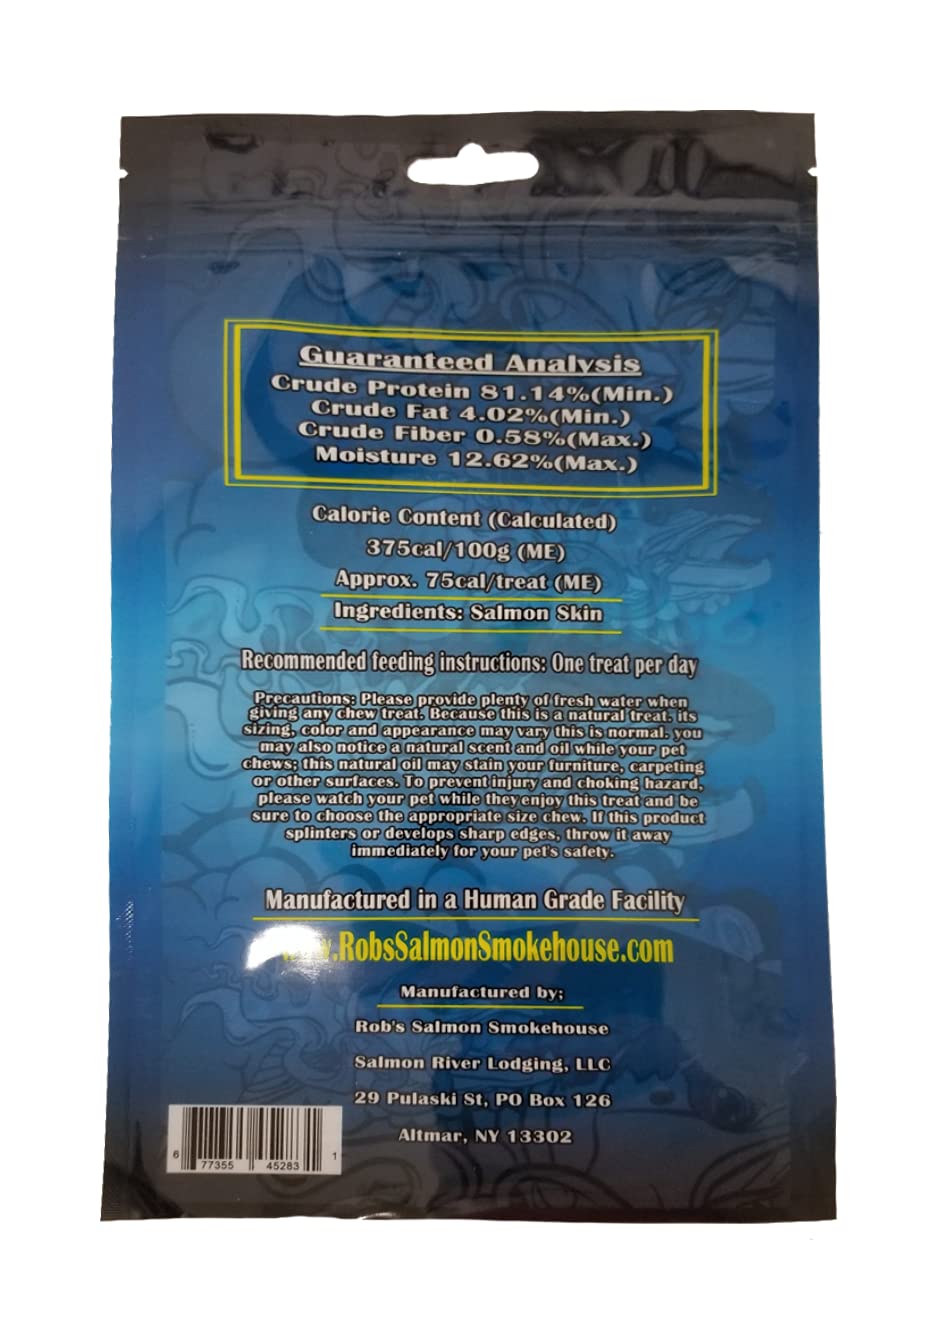 Guaranteed Analysis
Crude Protein 81.14%(Min.)
Crude Fat 4.02%(Min.)
Crude Fiber 0.58%(Max.)
Moisture 12.62%(Max.)
Calorie Content (Calculated)
375cal/100g (ME)
Approx. 75cal/treat (ME)
Ingredients: Salmon Skin
Recommended feeding instructions: One treat per day
Precautions: Please provide plenty of fresh water when
giving any chew treat. Because this is a natural treat, its
sizing, color and appearance may vary this is normal. you
may also notice a natural scent and oil while your pet
chews; this natural oil may stain your furniture, carpeting
or other surfaces. To prevent injury and choking hazard,
please watch your pet while they enjoy this treat and be
sure to choose the appropriate size chew. If this product
splinters or develops sharp edges, throw it away
immediately for your pet's safety.
Manufactured in a Human Grade Facility
www.RobsSalmonSmokehouse.com
Manufactured by;
Rob's Salmon Smokehouse
Salmon River Lodging, LLC
29 Pulaski St, PO Box 126
Altmar, NY 13302
6 77355 45283 1